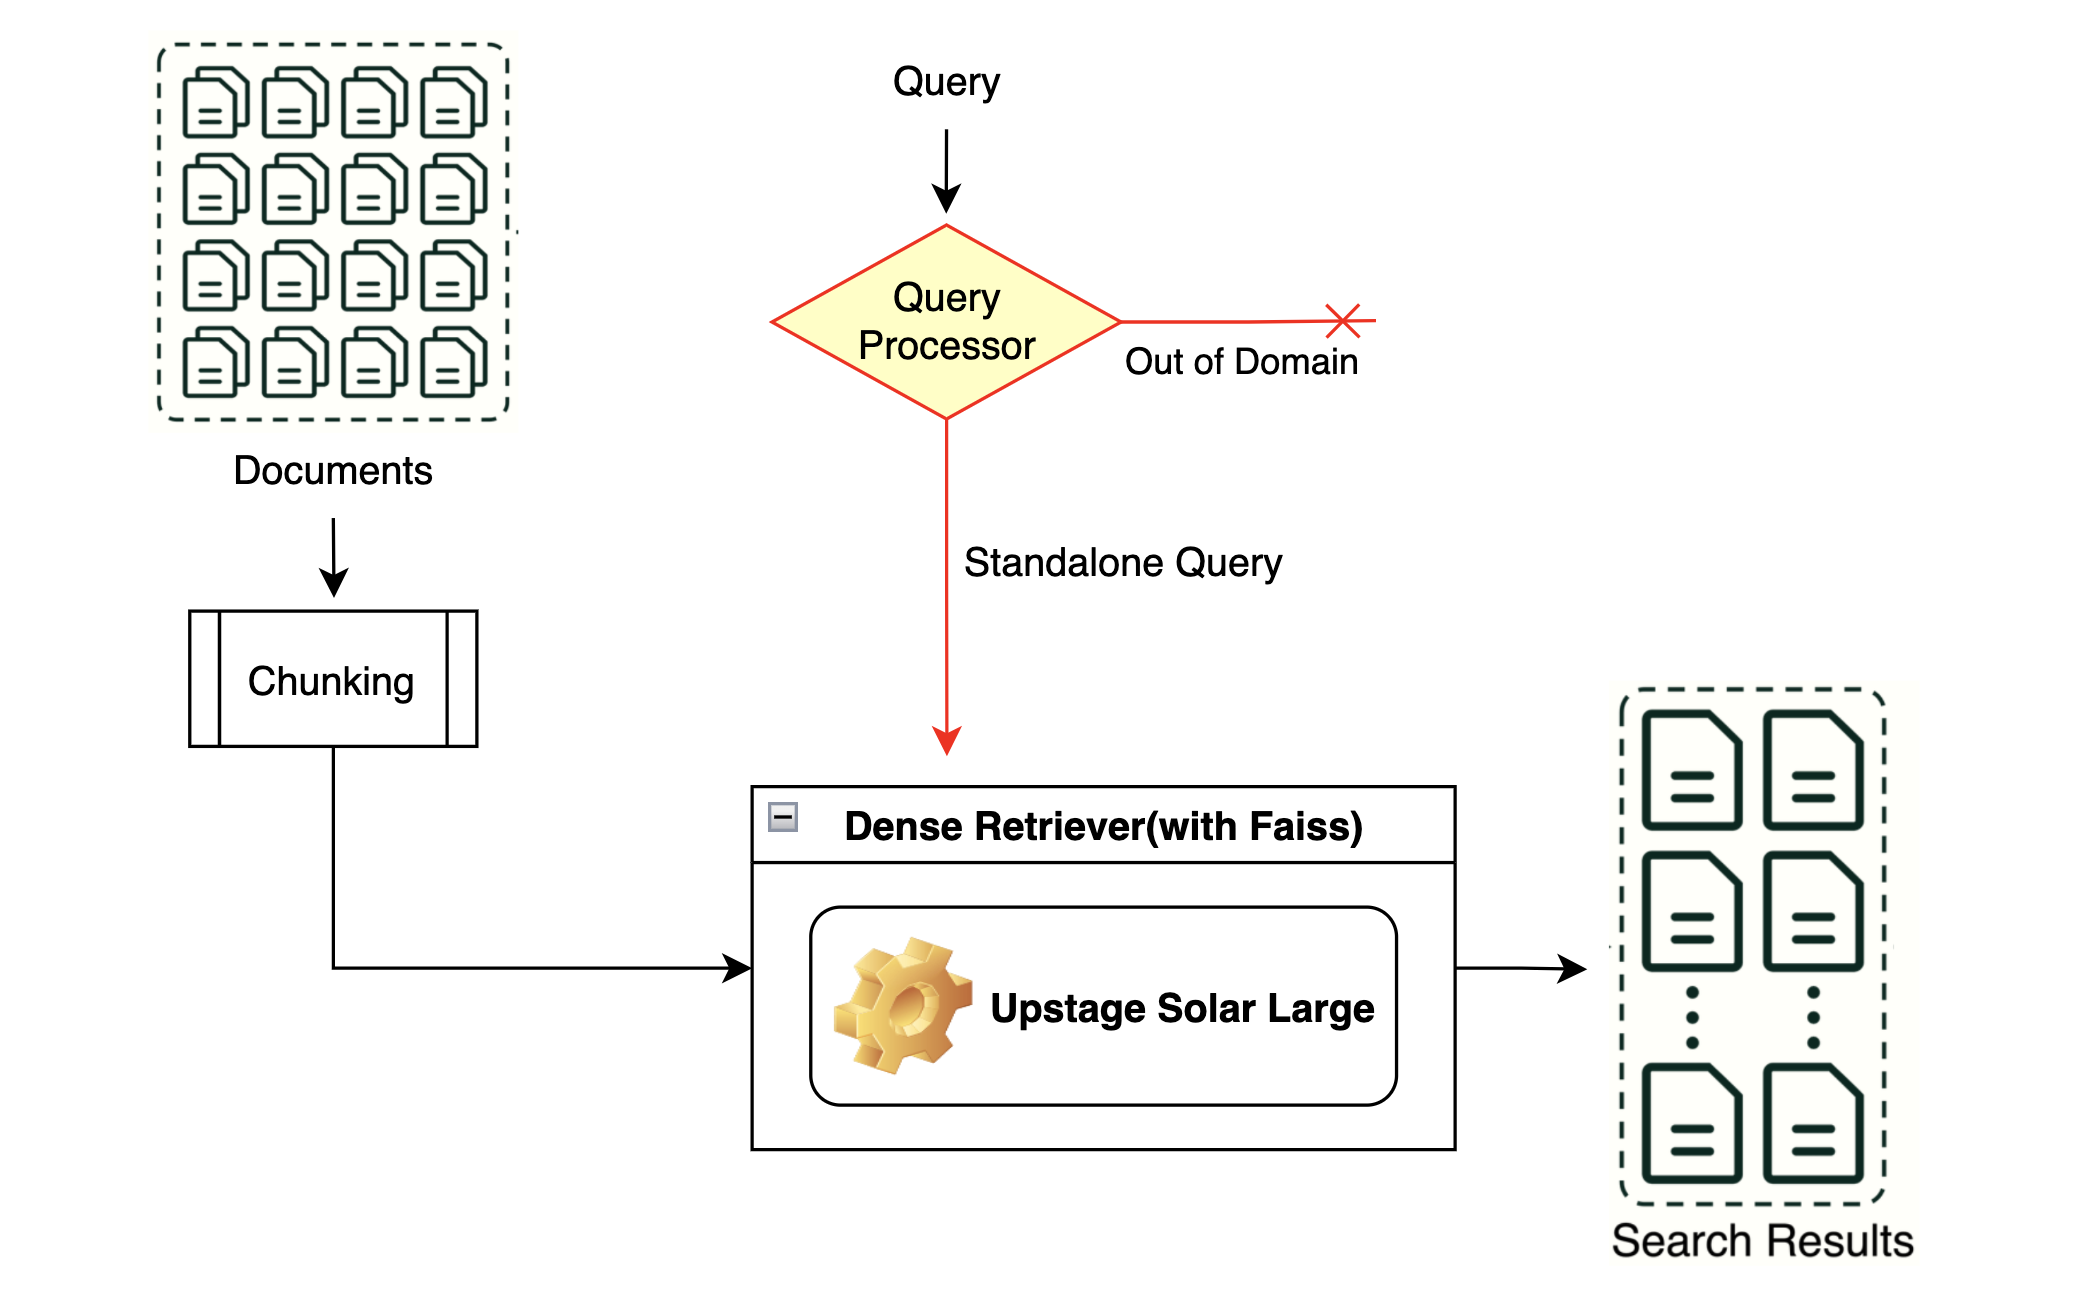 Query
Query
Processor
Out of Domain
Documents
Standalone Query
Chunking
Dense Retriever(with Faiss)
Upstage Solar Large
Search Results